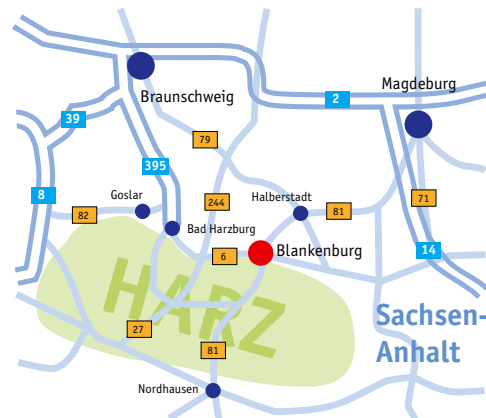 Braunschweig
Magdeburg
2
39
79
395
8
Goslar
82
244
Halberstadt
81
71
Bad Harzburg
6
Blankenburg
14
HARZ
27
81
Sachsen-
Anhalt
Nordhausen